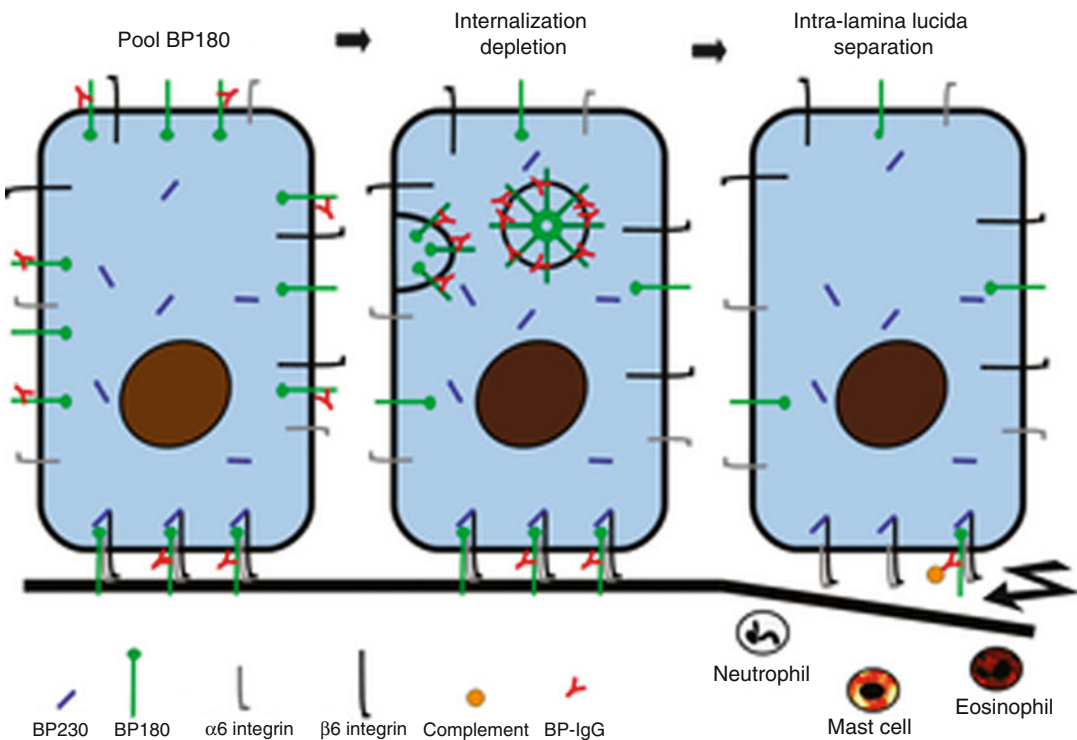 Pool BP180
Internalization
depletion
Intra-lamina lucida
separation
Neutrophil
Mast cell
Eosinophil
BP230
BP180
α6 integrin
β6 integrin
Complement
BP-IgG